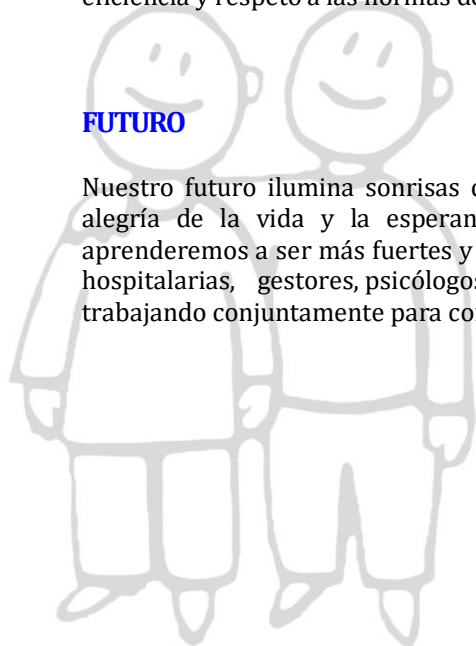 eficiencia y respeto a las normas de
FUTURO
Nuestro futuro ilumina sonrisas
alegría de la vida y la
aprenderemos a ser más fuertes y
hospitalarias, gestores, psicólogos
trabajando conjuntamente para